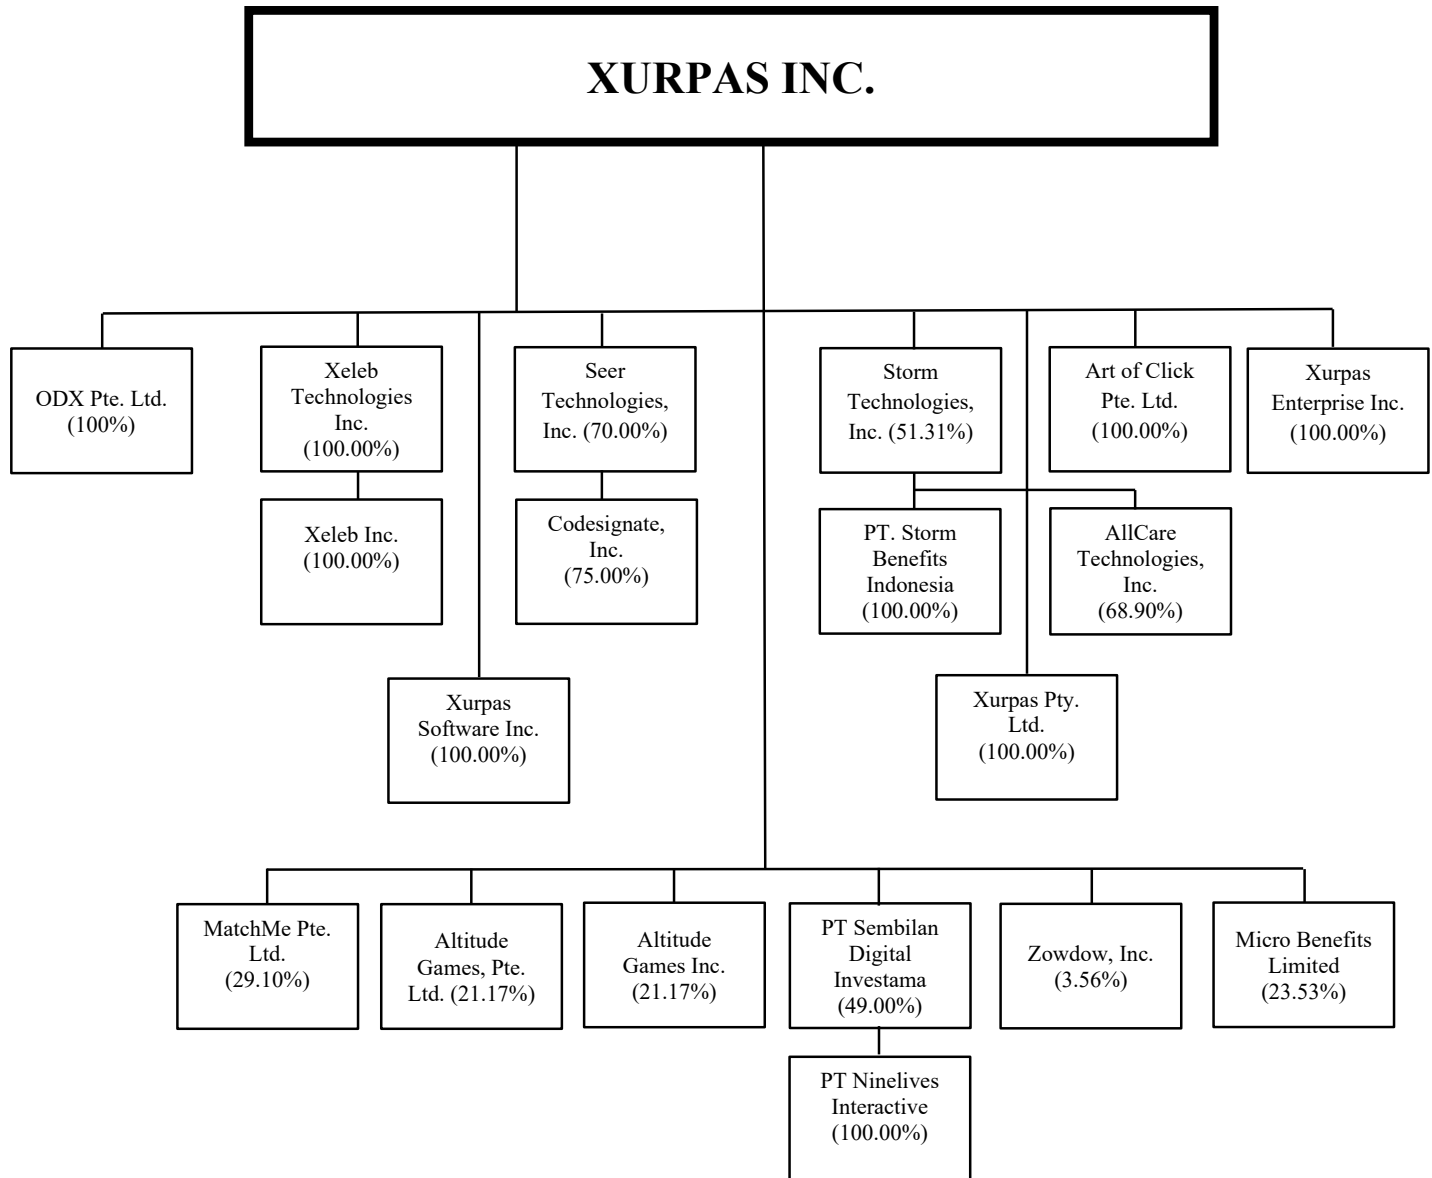 XURPAS INC.
ODX Pte. Ltd.
(100%)
Xeleb
Technologies
Inc.
(100.00%)
Seer
Technologies,
Inc. (70.00%)
Storm
Technologies,
Inc. (51.31%)
Art of Click
Pte. Ltd.
(100.00%)
Xurpas
Enterprise Inc.
(100.00%)
Xeleb Inc.
(100.00%)
Codesignate,
Inc.
(75.00%)
PT. Storm
Benefits
Indonesia
(100.00%)
AllCare
Technologies,
Inc.
(68.90%)
Xurpas
Software Inc.
(100.00%)
Xurpas Pty.
Ltd.
(100.00%)
MatchMe Pte.
Ltd.
(29.10%)
Altitude
Games, Pte.
Ltd. (21.17%)
Altitude
Games Inc.
(21.17%)
PT Sembilan
Digital
Investama
(49.00%)
Zowdow, Inc.
(3.56%)
Micro Benefits
Limited
(23.53%)
PT Ninelives
Interactive
(100.00%)